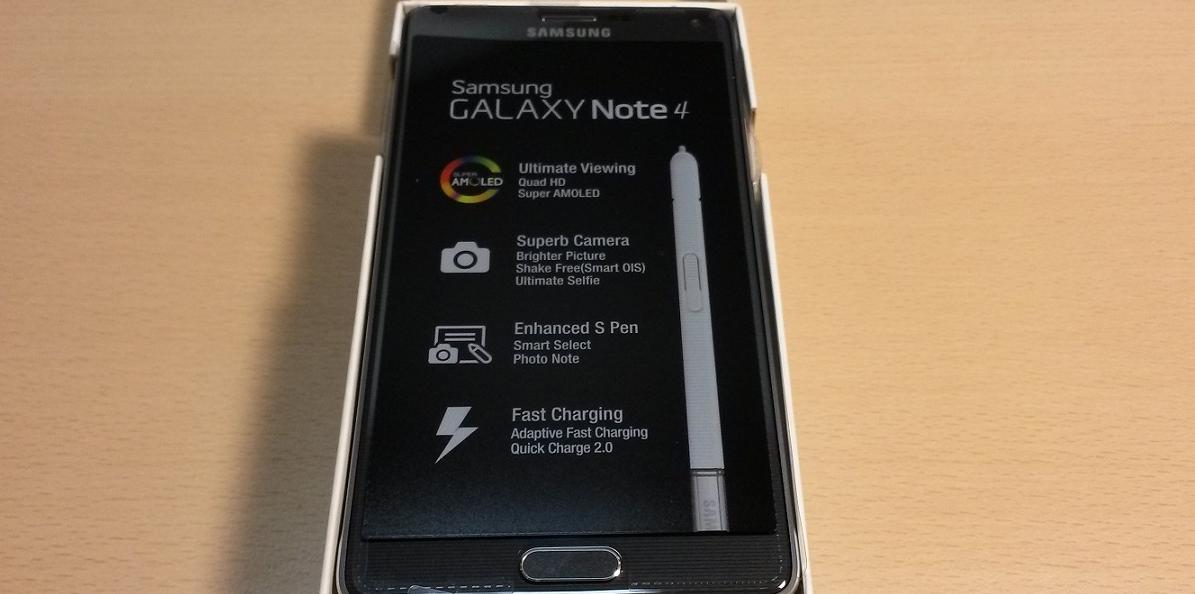 SAMSUNG
Samsung
GALAXY Note 4
SUPER
AMOLED
Ultimate Viewing
Quad HD
Super AMOLED
Superb Camera
Brighter Picture
Shake Free(Smart OIS)
Ultimate Selfie
Enhanced S Pen
Smart Select
Photo Note
Fast Charging
Adaptive Fast Charging
Quick Charge 2.0
SAM